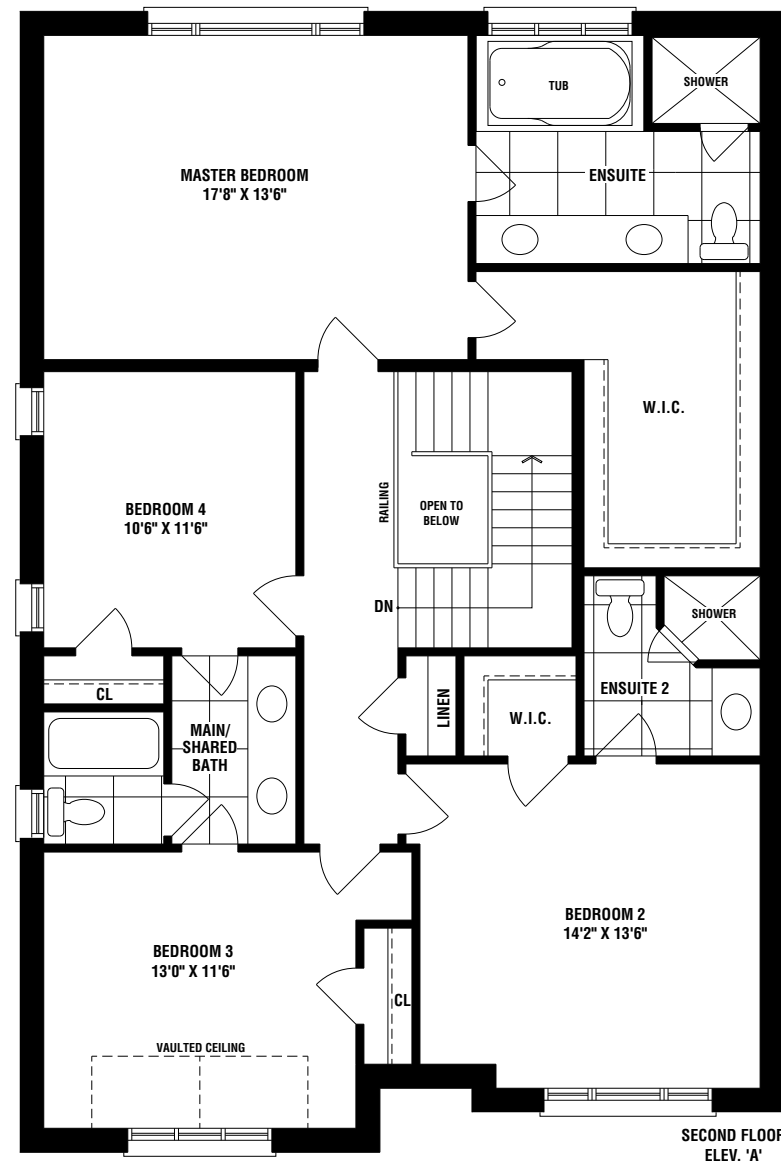 TUB
SHOWER
MASTER BEDROOM
17'8" X 13'6"
ENSUITE
W.I.C.
BEDROOM 4
10'6" X 11'6"
RAILING
OPEN TO
BELOW
DN
SHOWER
CL
LINEN
W.I.C.
ENSUITE 2
MAIN/
SHARED
BATH
BEDROOM 2
14'2" X 13'6"
BEDROOM 3
13'0" X 11'6"
CL
VAULTED CEILING
SECOND FLOOR
ELEV. 'A'